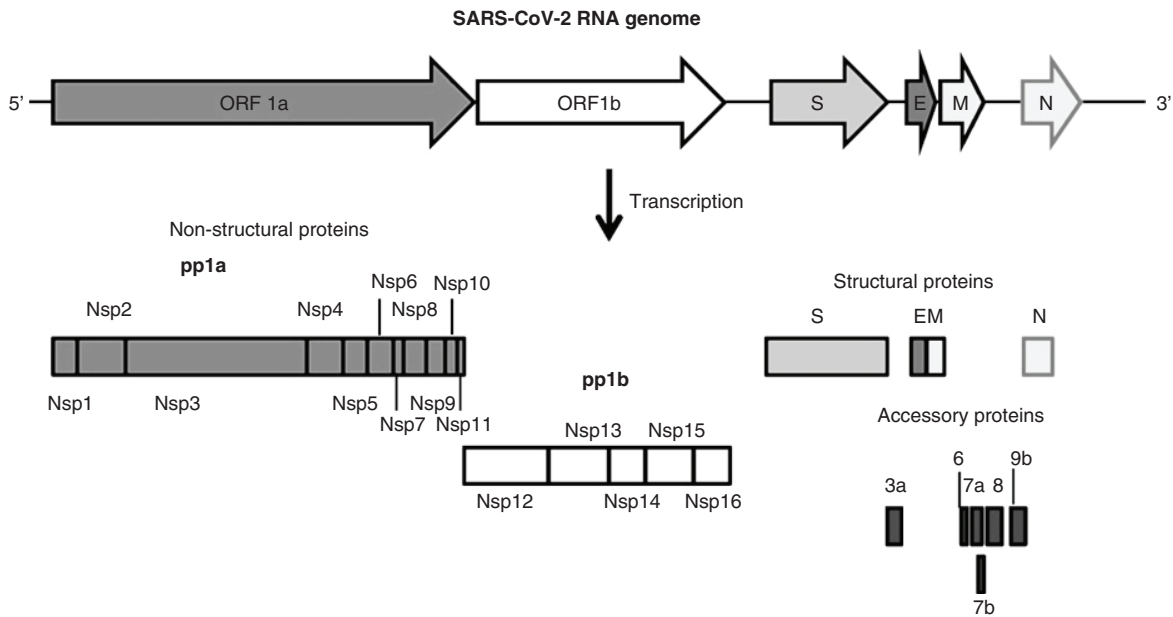 SARS-CoV-2 RNA genome
5’ ORF 1a ORF1b S E M N 3’
Transcription
Non-structural proteins
pp1a
Nsp6 Nsp10
Nsp2 Nsp4 Nsp8
Nsp1 Nsp3 Nsp5 Nsp9
Nsp7 Nsp11
pp1b
Nsp13 Nsp15
Nsp12 Nsp14 Nsp16
Structural proteins
S EM N
Accessory proteins
6 9b
3a 7a 8
7b